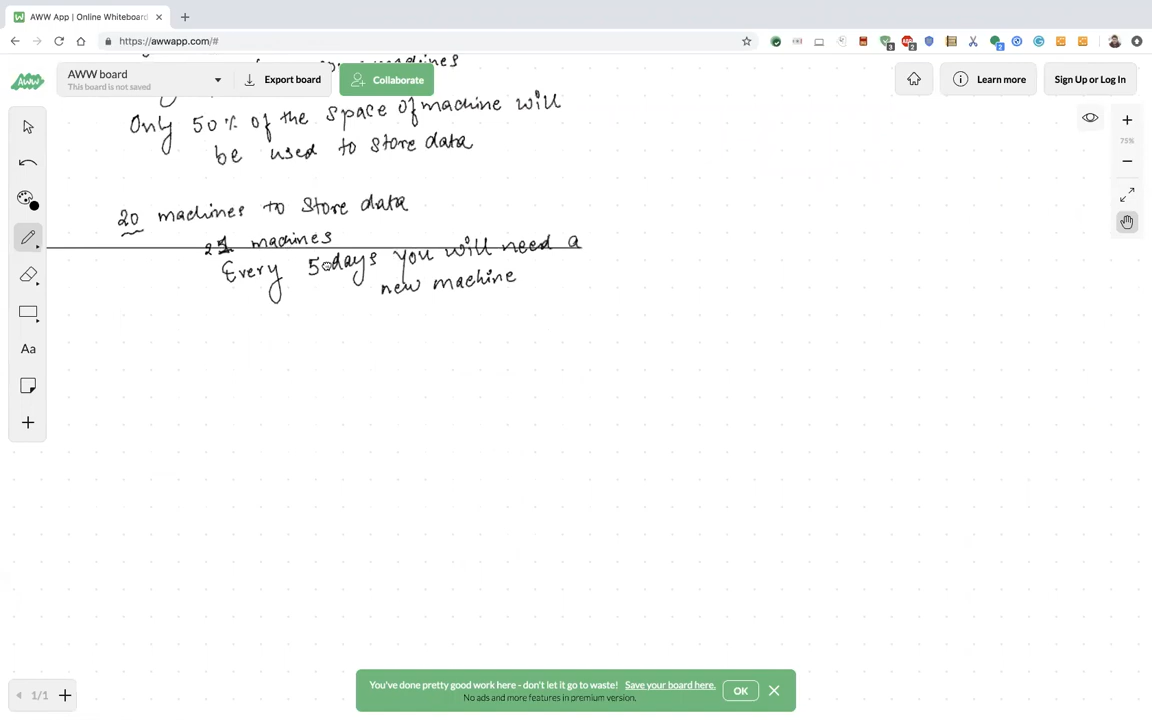 AWW App | Online Whiteboard
https://awwapp.com/#
AWW board
This board is not saved
Export board
Collaborate
Learn more
Sign Up or Log In
75%
machines
Only 50% of the space of machine will
be used to store data
20 machines to store data
machines
Every 50days you will need a
new machine
Aa
1/1
You've done pretty good work here - don't let it go to waste! Save your board here.
No ads and more features in premium version.
OK